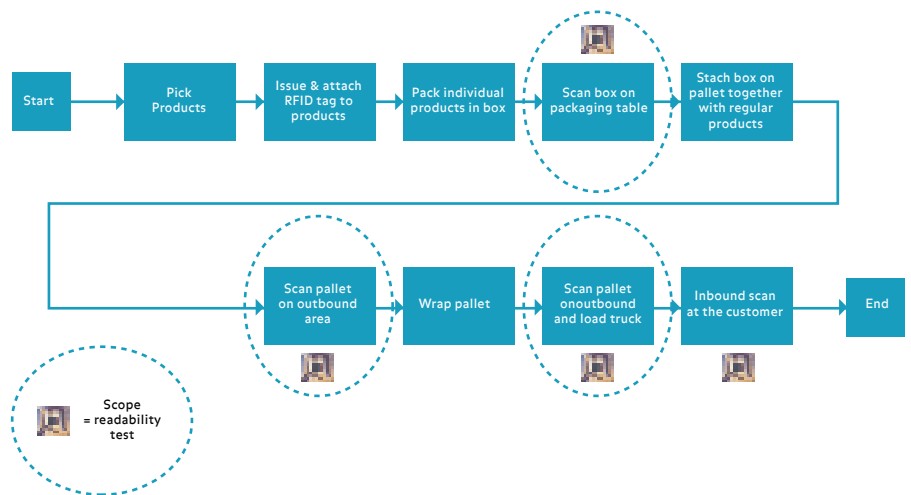 Start
Pick
Products
Issue & attach
RFID tag to
products
Pack individual
products in box
Scan box on
packaging table
Stach box on
pallet together
with regular
products
Scan pallet
on outbound
area
Wrap pallet
Scan pallet
onoutbound
and load truck
Inbound scan
at the customer
End
Scope
= readability
test